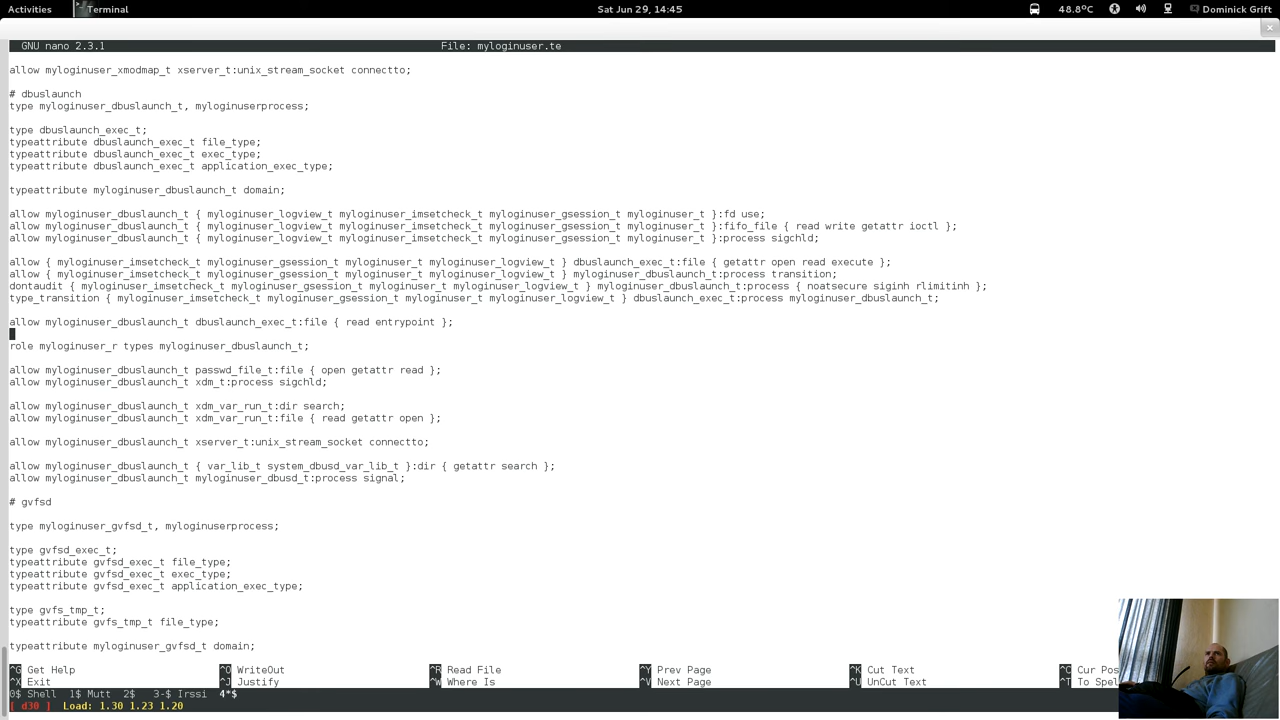 Activities Terminal Sat Jun 29, 14:45 48.8°C Dominick Grift
GNU nano 2.3.1 File: myloginuser.te
allow myloginuser_xmodmap_t xserver_t:unix_stream_socket connectto;
# dbuslaunch
type myloginuser_dbuslaunch_t, myloginuserprocess;
type dbuslaunch_exec_t;
typeattribute dbuslaunch_exec_t file_type;
typeattribute dbuslaunch_exec_t exec_type;
typeattribute dbuslaunch_exec_t application_exec_type;
typeattribute myloginuser_dbuslaunch_t domain;
allow myloginuser_dbuslaunch_t { myloginuser_logview_t myloginuser_imsetcheck_t myloginuser_gsession_t myloginuser_t }:fd use;
allow myloginuser_dbuslaunch_t { myloginuser_logview_t myloginuser_imsetcheck_t myloginuser_gsession_t myloginuser_t }:fifo_file { read write getattr ioctl };
allow myloginuser_dbuslaunch_t { myloginuser_logview_t myloginuser_imsetcheck_t myloginuser_gsession_t myloginuser_t }:process sigchld;
allow { myloginuser_imsetcheck_t myloginuser_gsession_t myloginuser_t myloginuser_logview_t } dbuslaunch_exec_t:file { getattr open read execute };
allow { myloginuser_imsetcheck_t myloginuser_gsession_t myloginuser_t myloginuser_logview_t } myloginuser_dbuslaunch_t:process transition;
dontaudit { myloginuser_imsetcheck_t myloginuser_gsession_t myloginuser_t myloginuser_logview_t } myloginuser_dbuslaunch_t:process { noatsecure siginh rlimitinh };
type_transition { myloginuser_imsetcheck_t myloginuser_gsession_t myloginuser_t myloginuser_logview_t } dbuslaunch_exec_t:process myloginuser_dbuslaunch_t;
allow myloginuser_dbuslaunch_t dbuslaunch_exec_t:file { read entrypoint };
role myloginuser_r types myloginuser_dbuslaunch_t;
allow myloginuser_dbuslaunch_t passwd_file_t:file { open getattr read };
allow myloginuser_dbuslaunch_t xdm_t:process sigchld;
allow myloginuser_dbuslaunch_t xdm_var_run_t:dir search;
allow myloginuser_dbuslaunch_t xdm_var_run_t:file { read getattr open };
allow myloginuser_dbuslaunch_t xserver_t:unix_stream_socket connectto;
allow myloginuser_dbuslaunch_t { var_lib_t system_dbusd_var_lib_t }:dir { getattr search };
allow myloginuser_dbuslaunch_t myloginuser_dbusd_t:process signal;
# gvfsd
type myloginuser_gvfsd_t, myloginuserprocess;
type gvfsd_exec_t;
typeattribute gvfsd_exec_t file_type;
typeattribute gvfsd_exec_t exec_type;
typeattribute gvfsd_exec_t application_exec_type;
type gvfs_tmp_t;
typeattribute gvfs_tmp_t file_type;
typeattribute myloginuser_gvfsd_t domain;
^G Get Help ^O WriteOut ^R Read File ^Y Prev Page ^K Cut Text ^C Cur Pos
^X Exit ^J Justify ^W Where Is ^V Next Page ^U UnCut Text ^T To Spel
0$ Shell 1$ Mutt 2$ 3-$ Irssi 4*$
[ d30 ] Load: 1.30 1.23 1.20